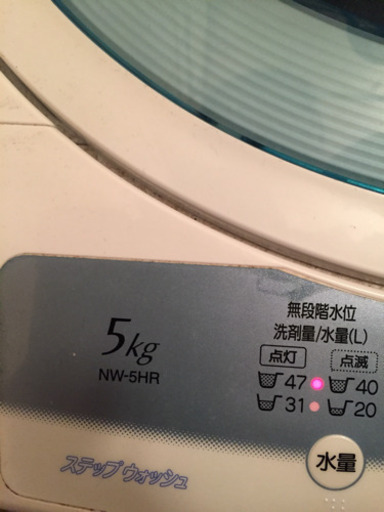 5kg
NW-5HR
無段階水位
洗剤量/水量(L)
点灯 点滅
47 40
31 20
水量
ステップウォッシュ